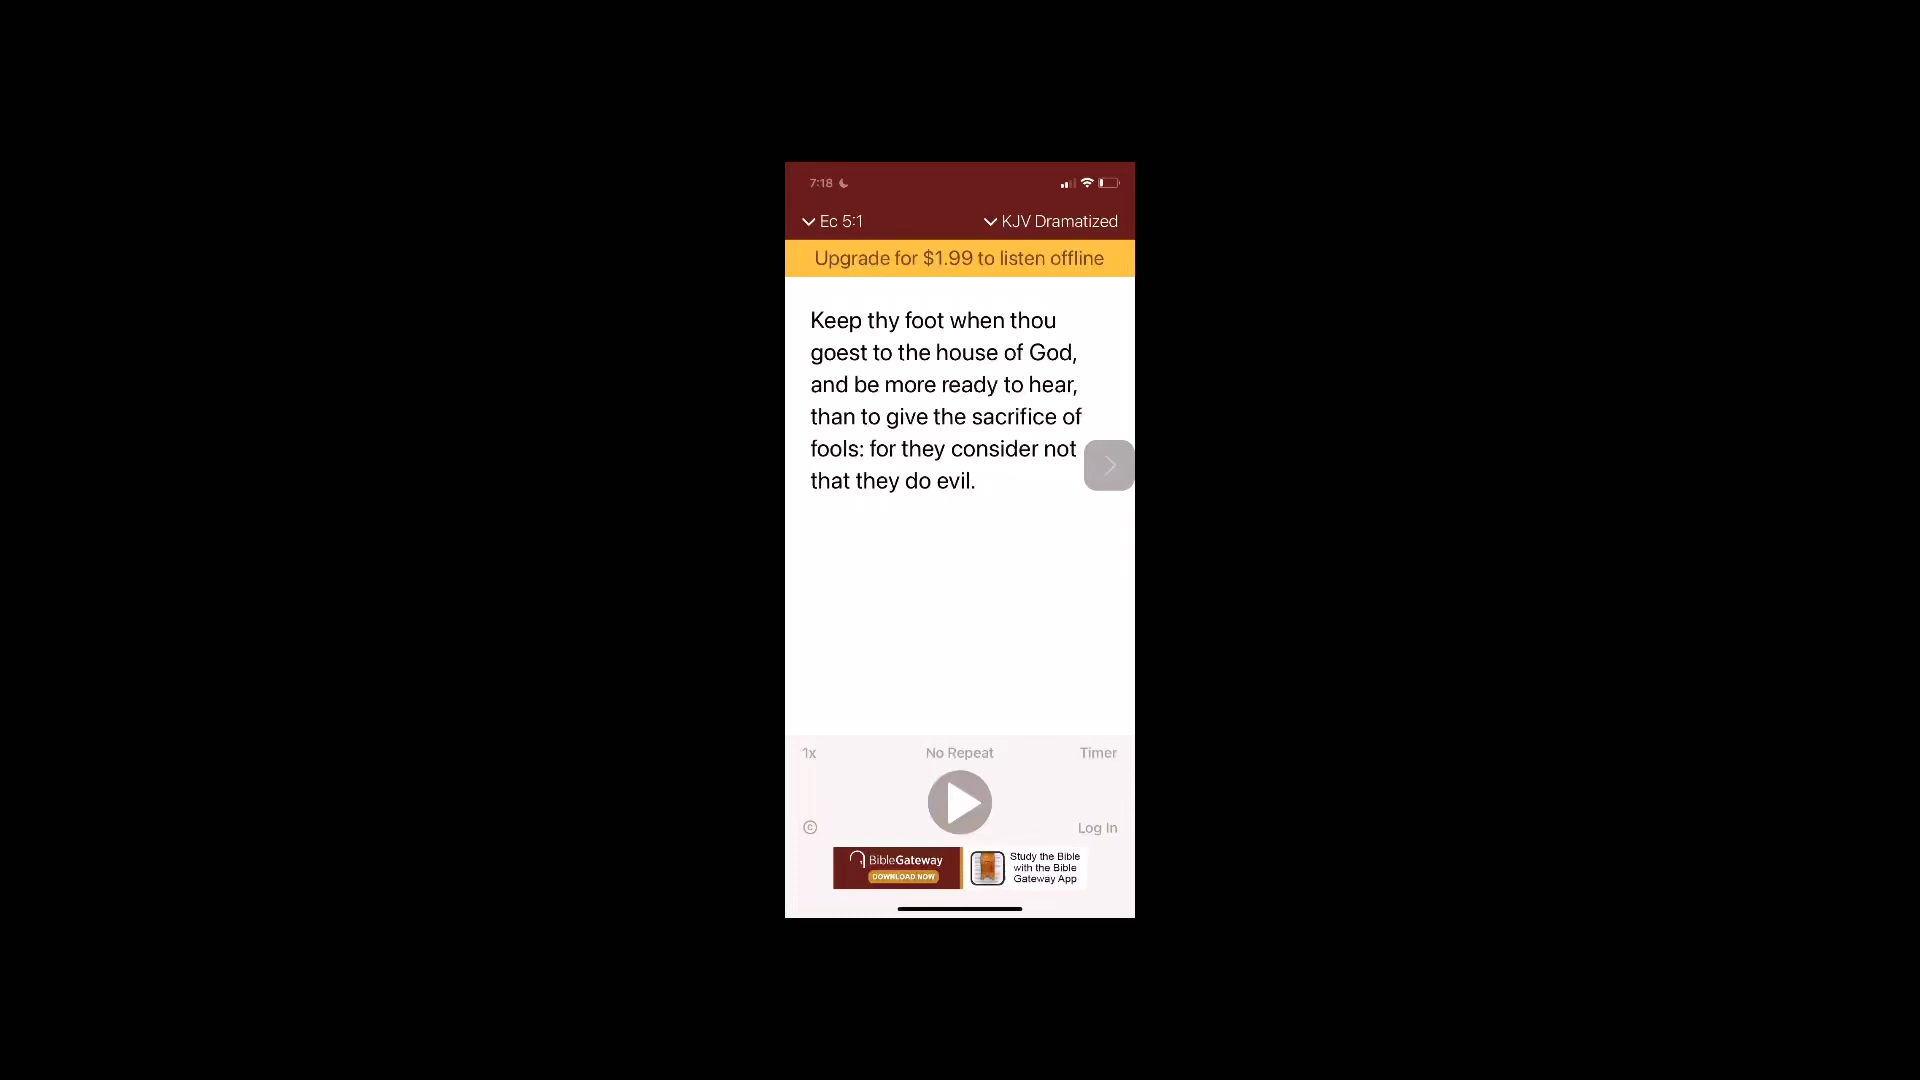 7:18
Ec 5:1
KJV Dramatized
Upgrade for $1.99 to listen offline
Keep thy foot when thou
goest to the house of God,
and be more ready to hear,
than to give the sacrifice of
fools: for they consider not
that they do evil.
1x
No Repeat
Timer
©
Log In
BibleGateway
DOWNLOAD NOW
Study the Bible
with the Bible
Gateway App